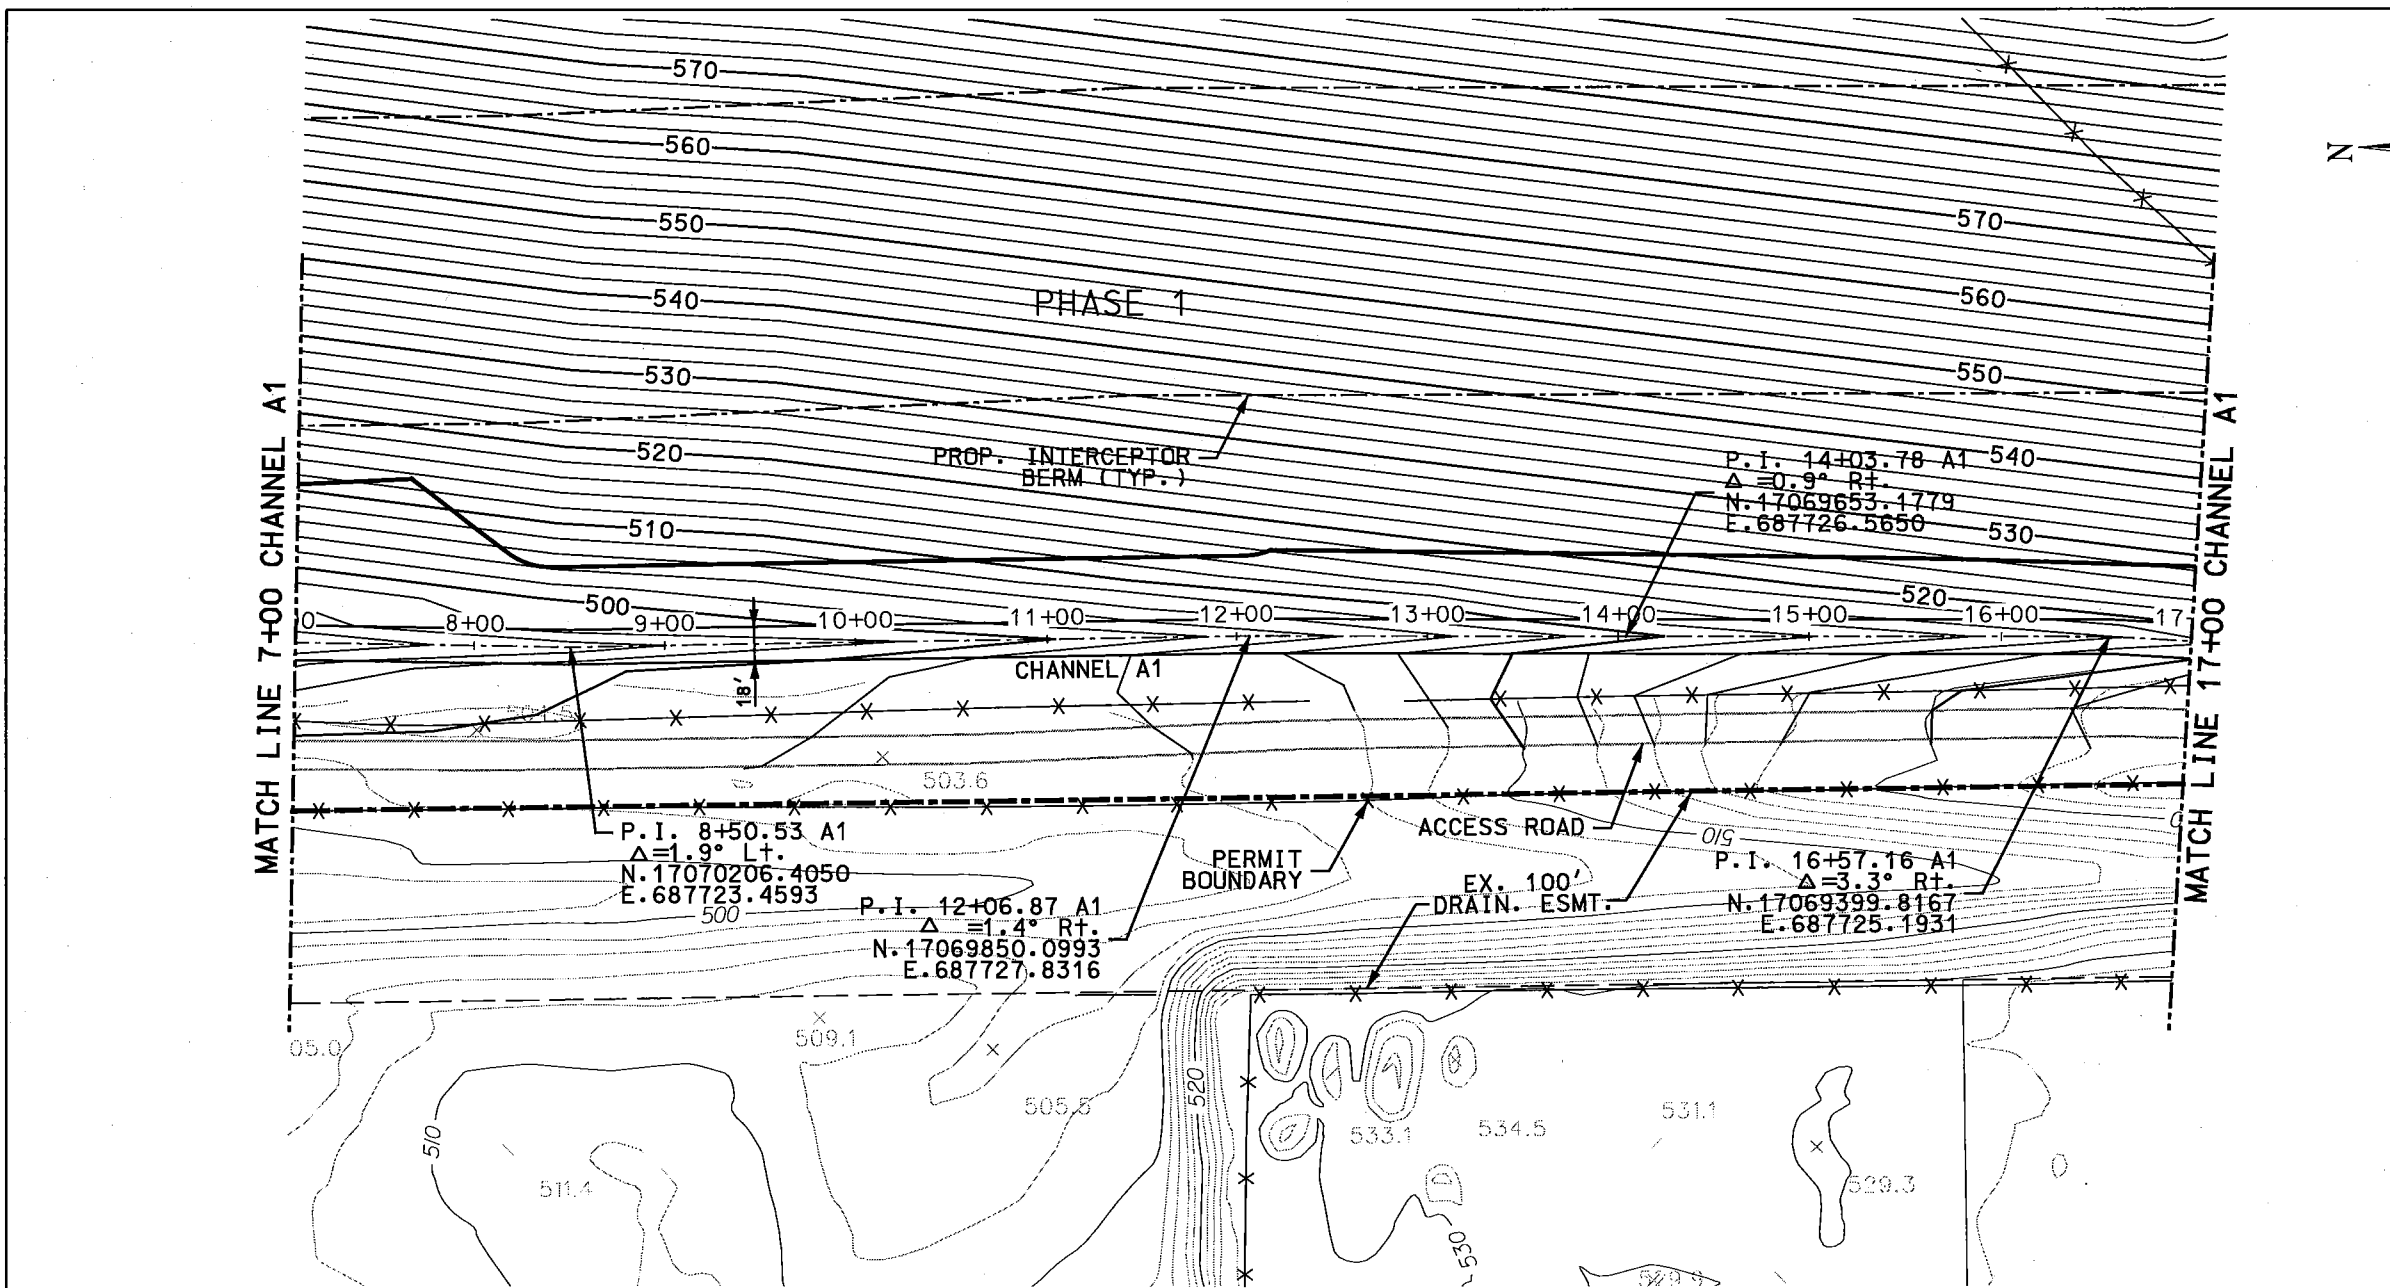 570
560
N
550
570
540
PHASE 1
560
530
550
520
PROP. INTERCEPTOR
BERM (TYP.)
540
P.I. 14+03.78 A1
Δ =0.9° Rt.
N.17069653.1779
E.687726.5650
510
530
500
520
0
8+00
9+00
10+00
11+00
12+00
13+00
14+00
15+00
16+00
17
CHANNEL A1
18'
MATCH LINE 7+00 CHANNEL A1
MATCH LINE 17+00 CHANNEL A1
503.6
P.I. 8+50.53 A1
Δ=1.9° Lt.
N.17070206.4050
E.687723.4593
ACCESS ROAD
510
PERMIT
BOUNDARY
EX. 100'
DRAIN. ESMT.
P.I. 16+57.16 A1
Δ=3.3° Rt.
N.17069399.8167
E.687725.1931
500
P.I. 12+06.87 A1
Δ =1.4° Rt.
N.17069850.0993
E.687727.8316
05.0
509.1
505.5
520
510
511.4
533.1
534.5
531.1
529.3
530